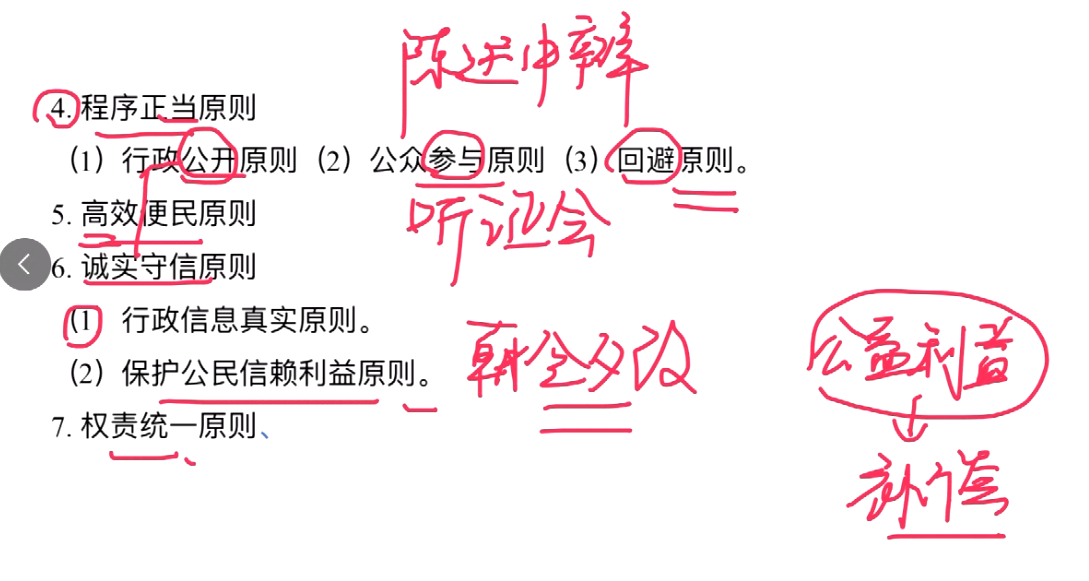 陈述申辩
4. 程序正当原则
（1）行政公开原则（2）公众参与原则（3）回避原则。
5. 高效便民原则
听证会
6. 诚实守信原则
（1 行政信息真实原则。
（2）保护公民信赖利益原则。
朝令夕改
公益利益
7. 权责统一原则、
补偿